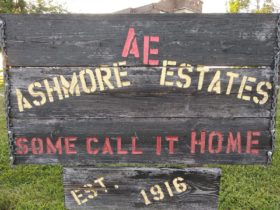 AE
ASHMORE ESTATES
SOME CALL IT HOME
EST. 1916